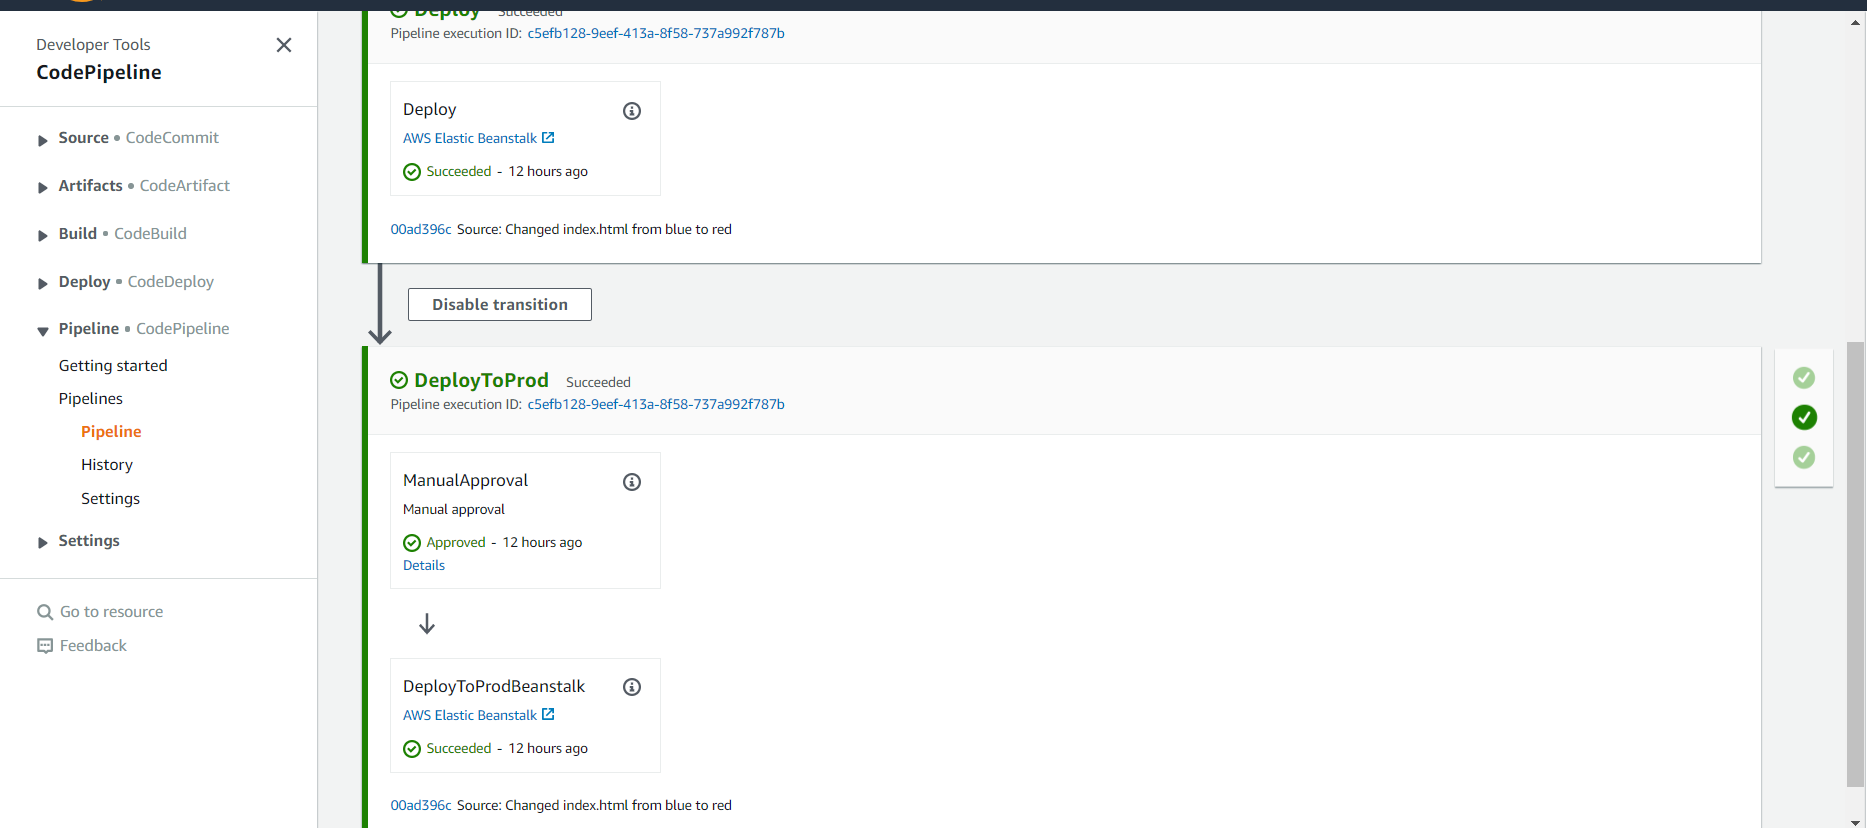 Developer Tools
CodePipeline
Source • CodeCommit
Artifacts • CodeArtifact
Build • CodeBuild
Deploy • CodeDeploy
Pipeline • CodePipeline
Getting started
Pipelines
Pipeline
History
Settings
Settings
Go to resource
Feedback
Deploy Succeeded
Pipeline execution ID: c5efb128-9eef-413a-8f58-737a992f787b
Deploy
AWS Elastic Beanstalk
Succeeded - 12 hours ago
00ad396c Source: Changed index.html from blue to red
Disable transition
DeployToProd Succeeded
Pipeline execution ID: c5efb128-9eef-413a-8f58-737a992f787b
ManualApproval
Manual approval
Approved - 12 hours ago
Details
DeployToProdBeanstalk
AWS Elastic Beanstalk
Succeeded - 12 hours ago
00ad396c Source: Changed index.html from blue to red